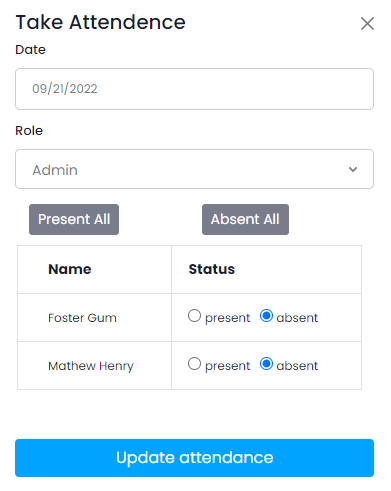 Take Attendence
Date
09/21/2022
Role
Admin
Present All Absent All
Name Status
Foster Gum present absent
Mathew Henry present absent
Update attendance